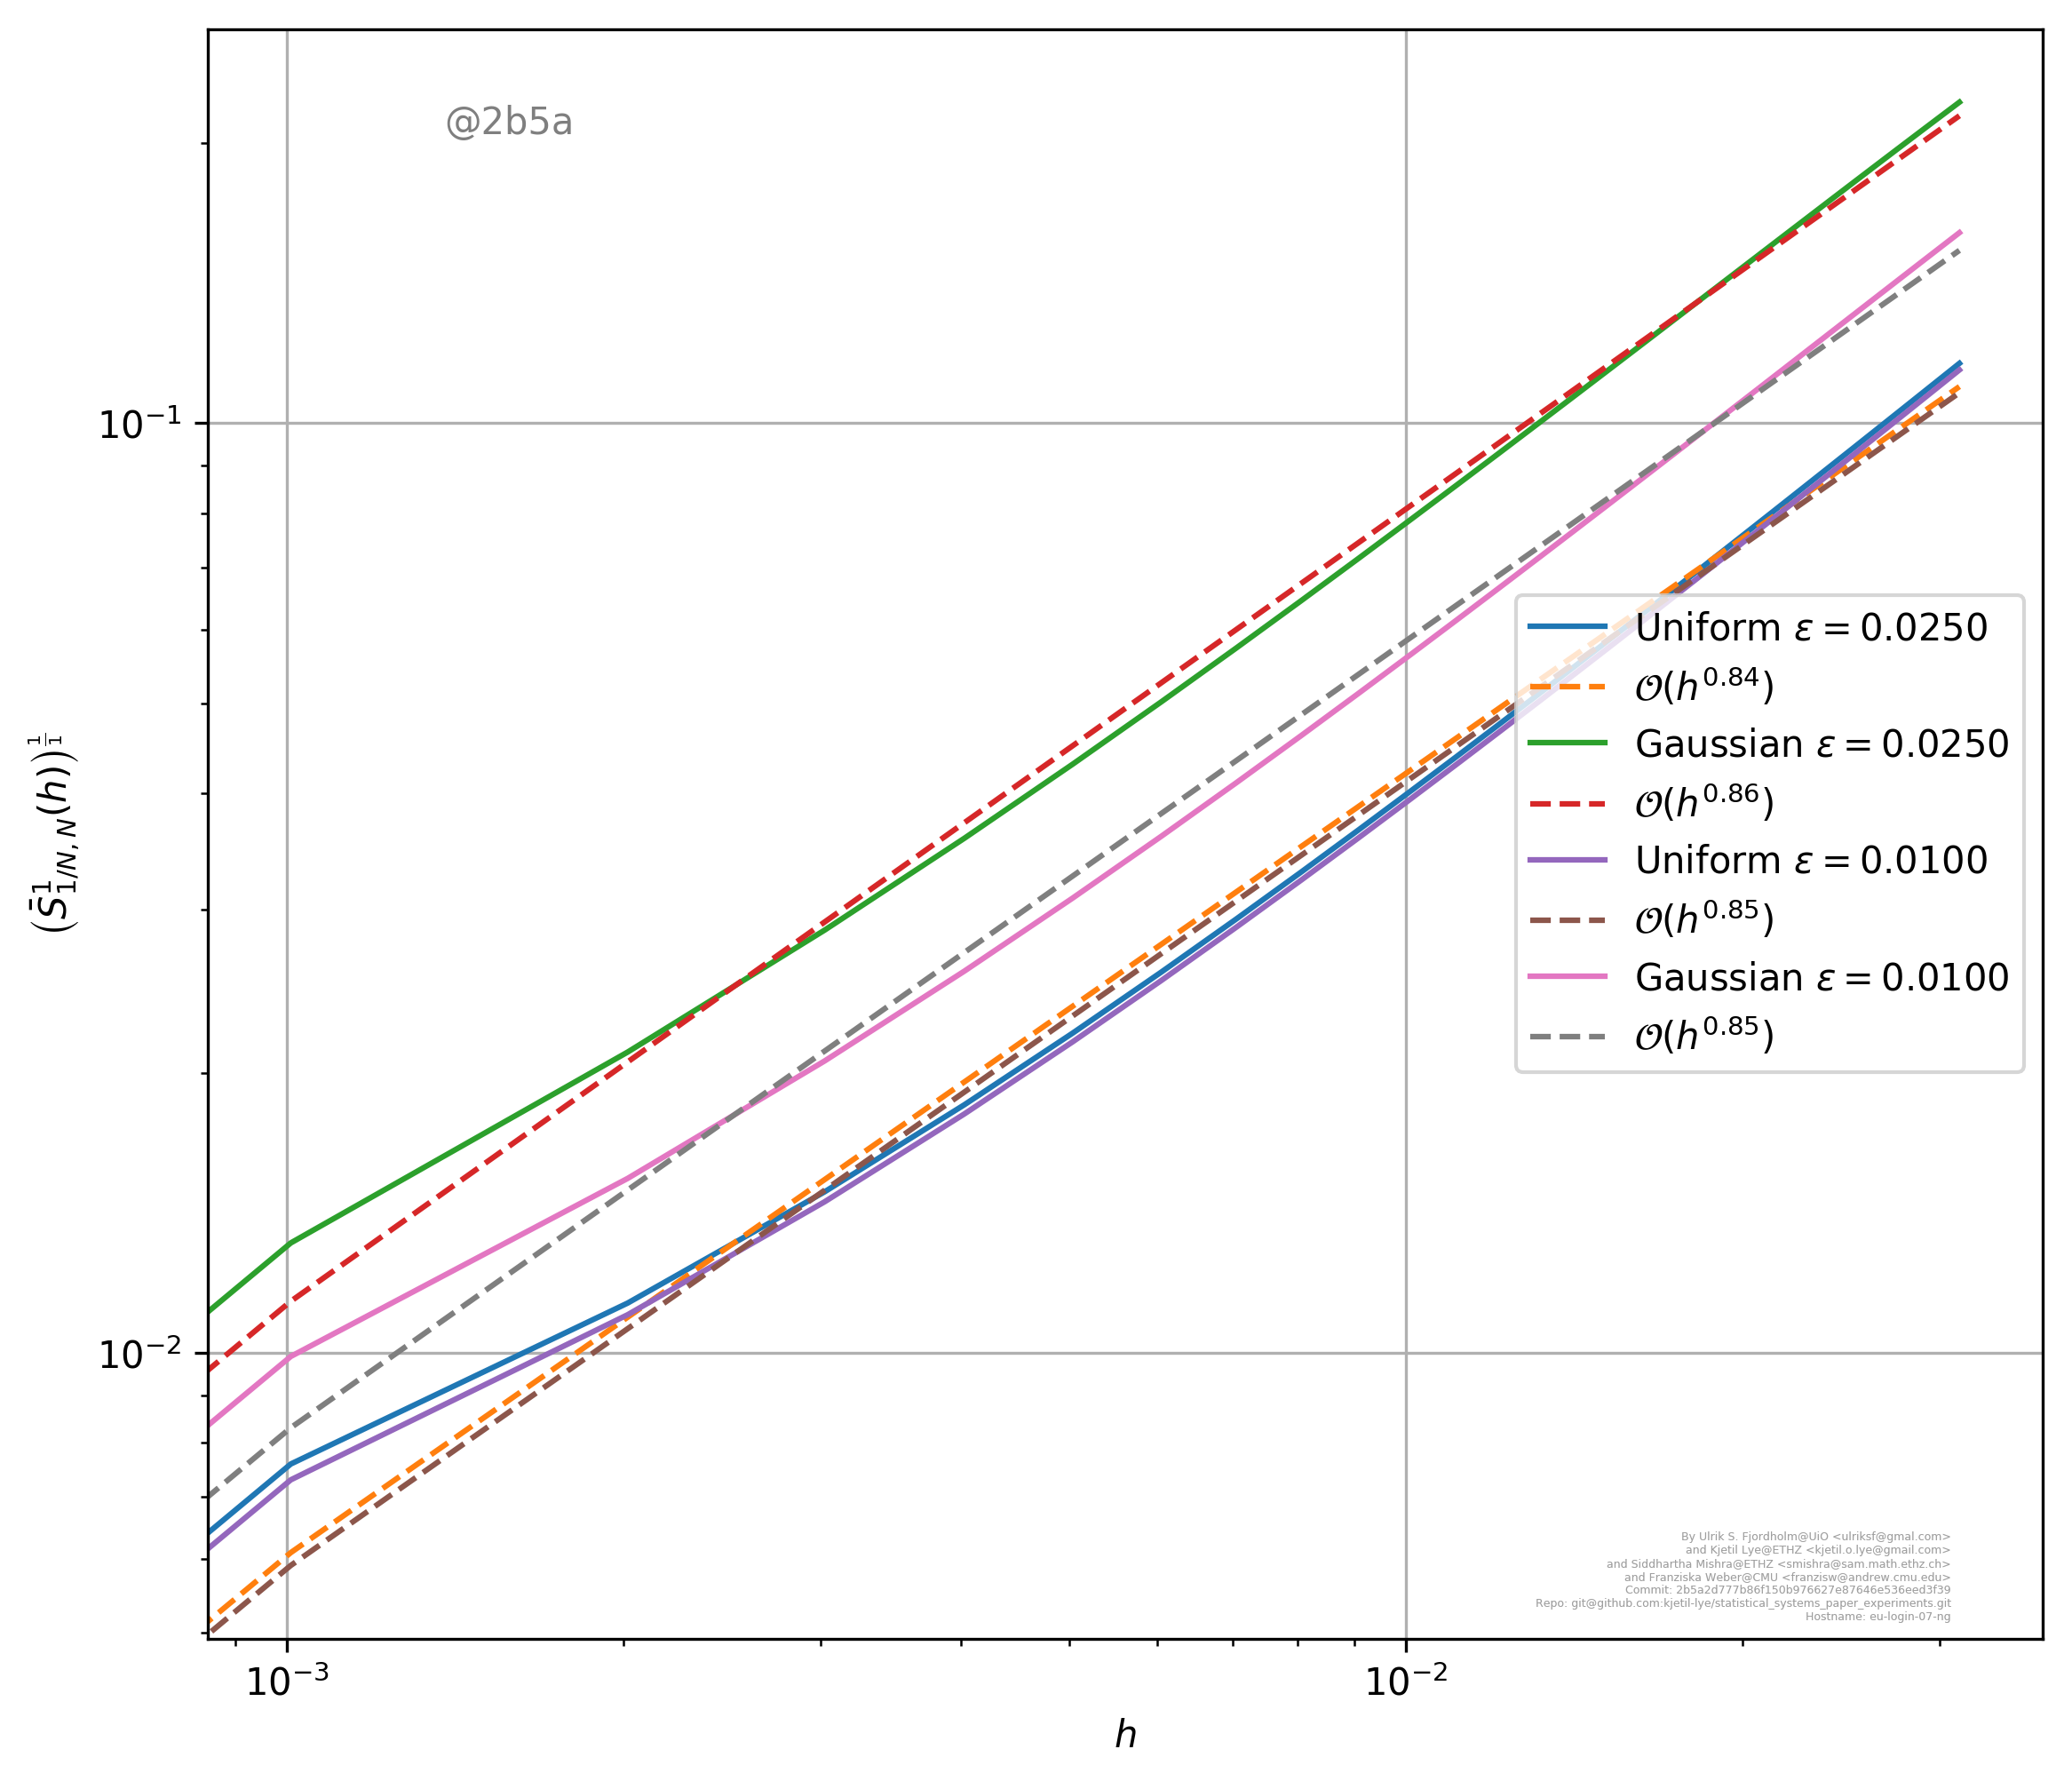 @2b5a
10⁻¹
10⁻²
(S̄¹₁/N, N(h))^(1/1)
Uniform ε = 0.0250
𝒪(h^0.84)
Gaussian ε = 0.0250
𝒪(h^0.86)
Uniform ε = 0.0100
𝒪(h^0.85)
Gaussian ε = 0.0100
𝒪(h^0.85)
By Ulrik S. Fjordholm@UiO <ulriksf@gmal.com>
and Kjetil Lye@ETHZ <kjetil.o.lye@gmail.com>
and Siddhartha Mishra@ETHZ <smishra@sam.math.ethz.ch>
and Franziska Weber@CMU <franzisw@andrew.cmu.edu>
Commit: 2b5a2d777b86f150b976627e87646e536eed3f39
Repo: git@github.com:kjetil-lye/statistical_systems_paper_experiments.git
Hostname: eu-login-07-ng
10⁻³
10⁻²
h